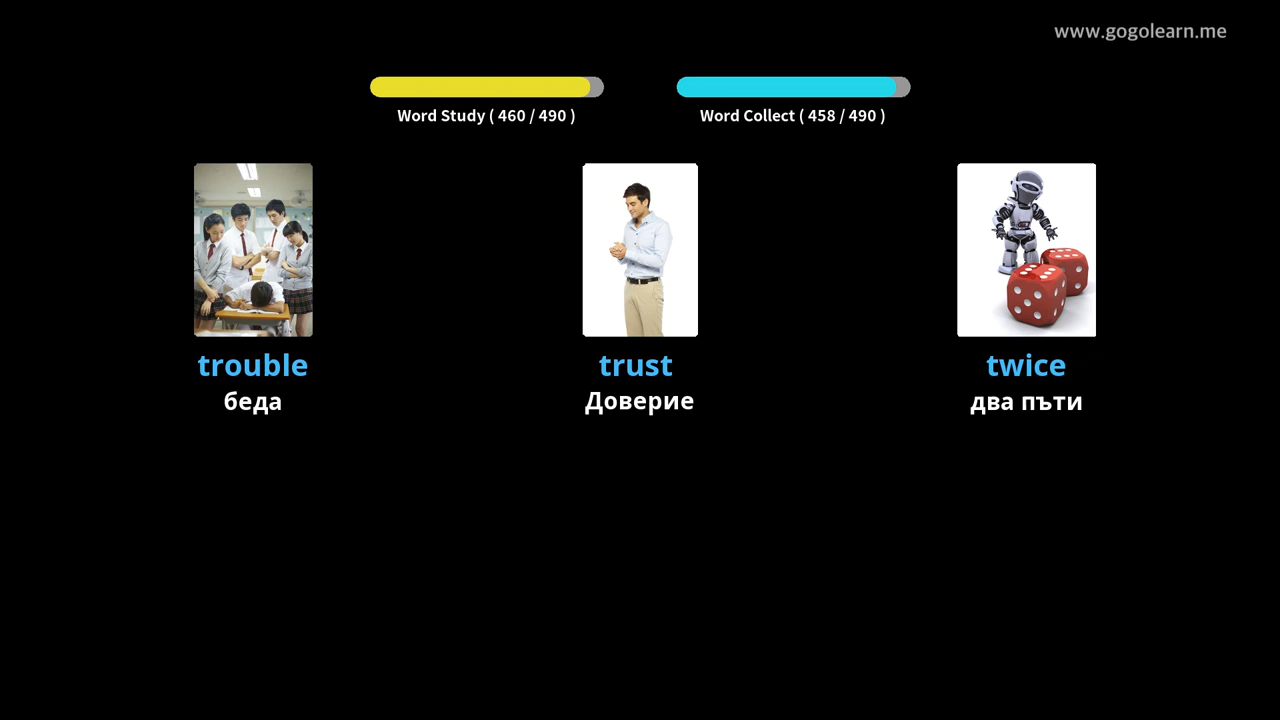 www.gogolearn.me
Word Study ( 460 / 490 )
Word Collect ( 458 / 490 )
trouble
беда
trust
Доверие
twice
два пъти